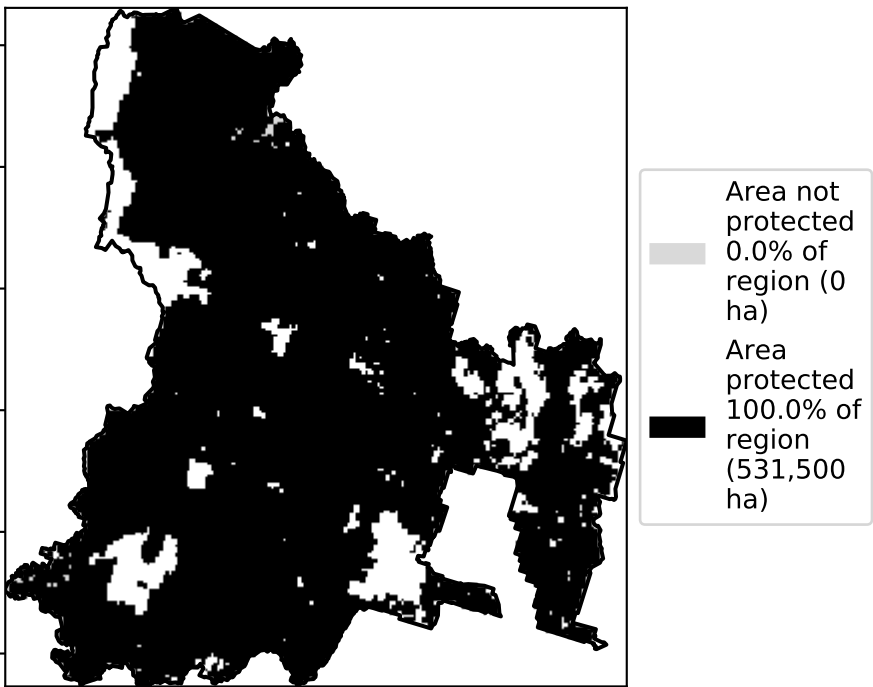 Area not
protected
0.0% of
region (0
ha)
Area
protected
100.0% of
region
(531,500
ha)